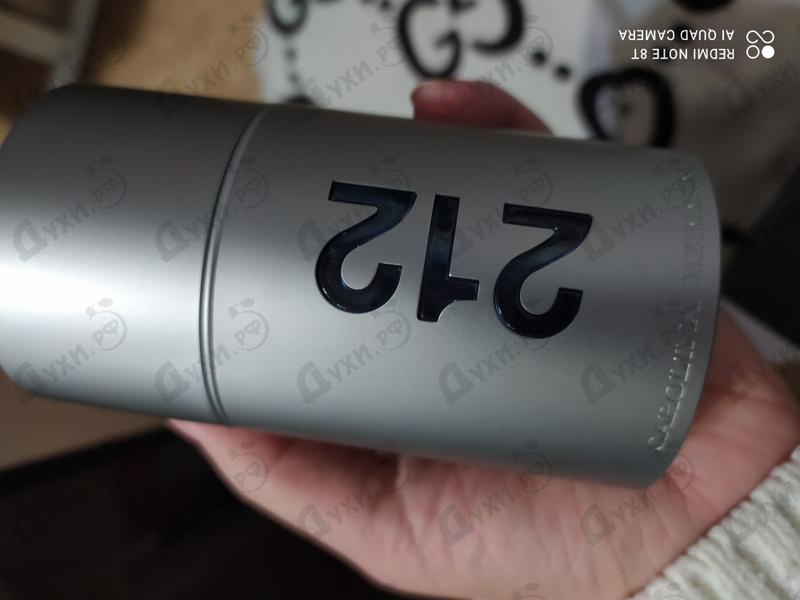 REDMI NOTE 8T
AI QUAD CAMERA
212
CAROLINA HERRERA
Духи.рф